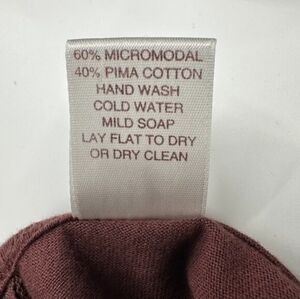 60% MICROMODAL
40% PIMA COTTON
HAND WASH
COLD WATER
MILD SOAP
LAY FLAT TO DRY
OR DRY CLEAN